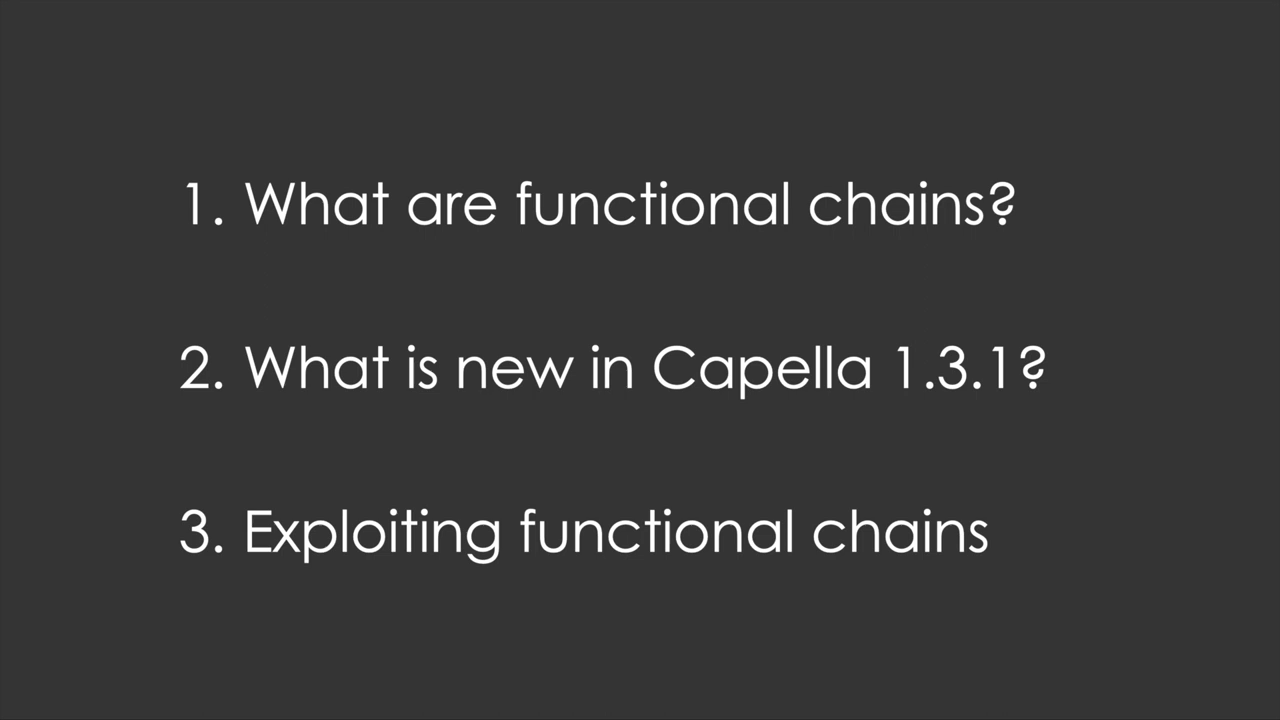 1. What are functional chains?
2. What is new in Capella 1.3.1?
3. Exploiting functional chains